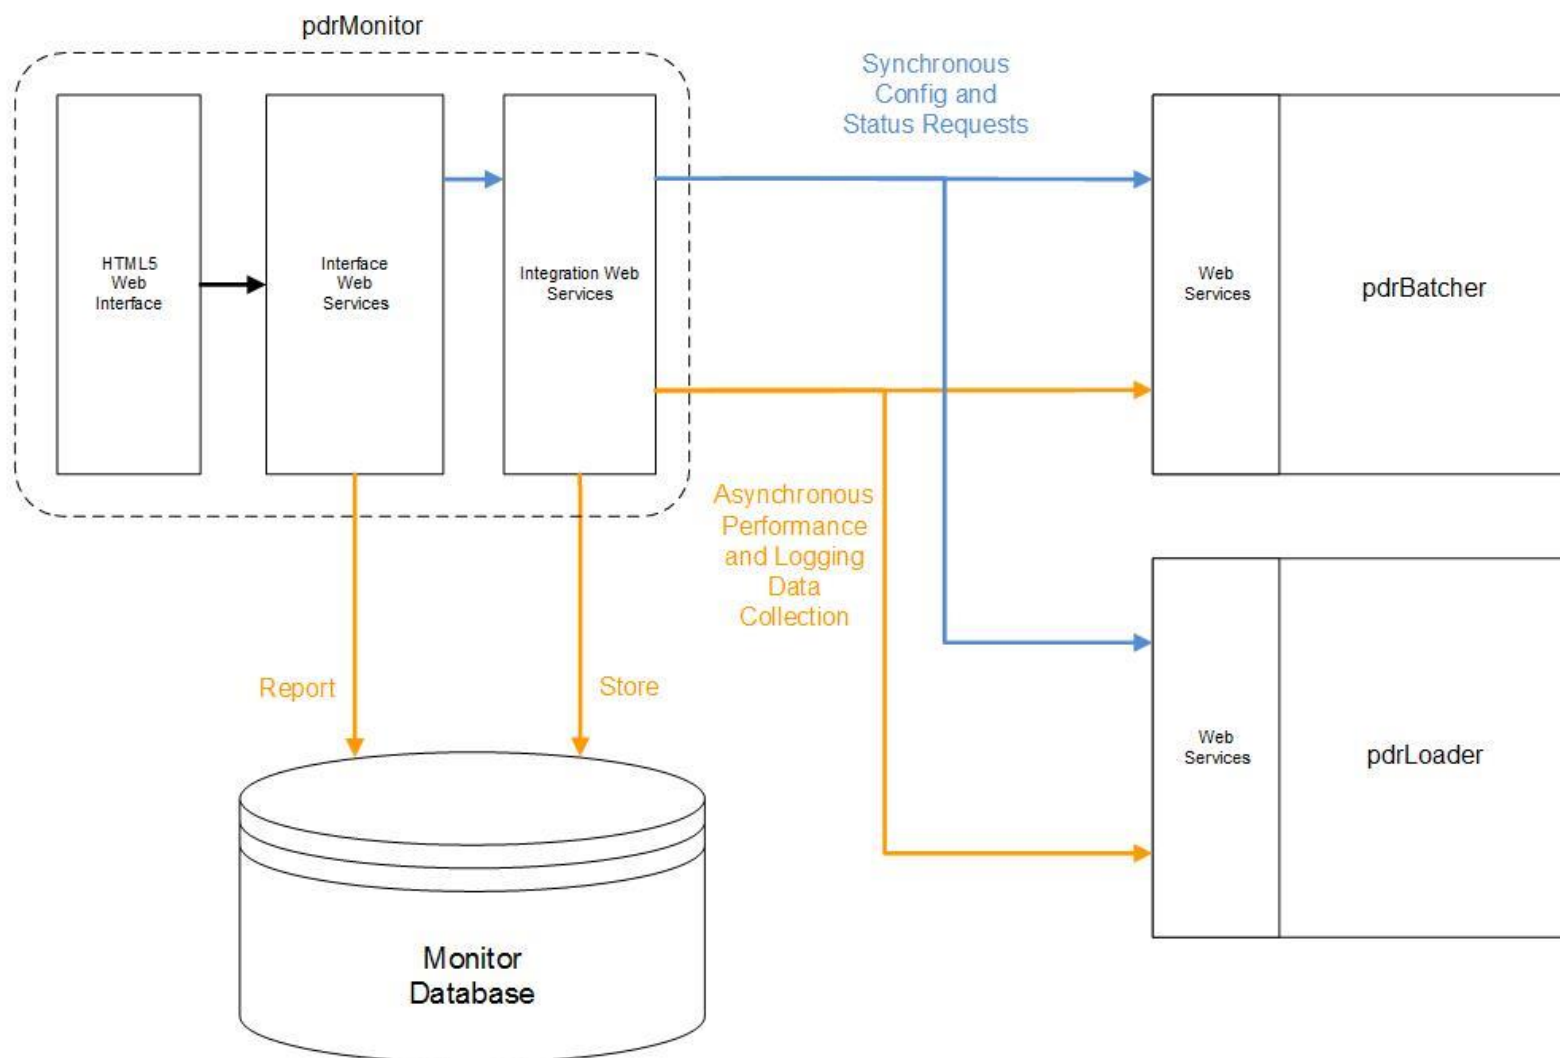 pdrMonitor
Synchronous
Config and
Status Requests
HTML5
Web
Interface
Interface
Web
Services
Integration Web
Services
Web
Services
pdrBatcher
Asynchronous
Performance
and Logging
Data
Collection
Report
Store
Web
Services
pdrLoader
Monitor
Database